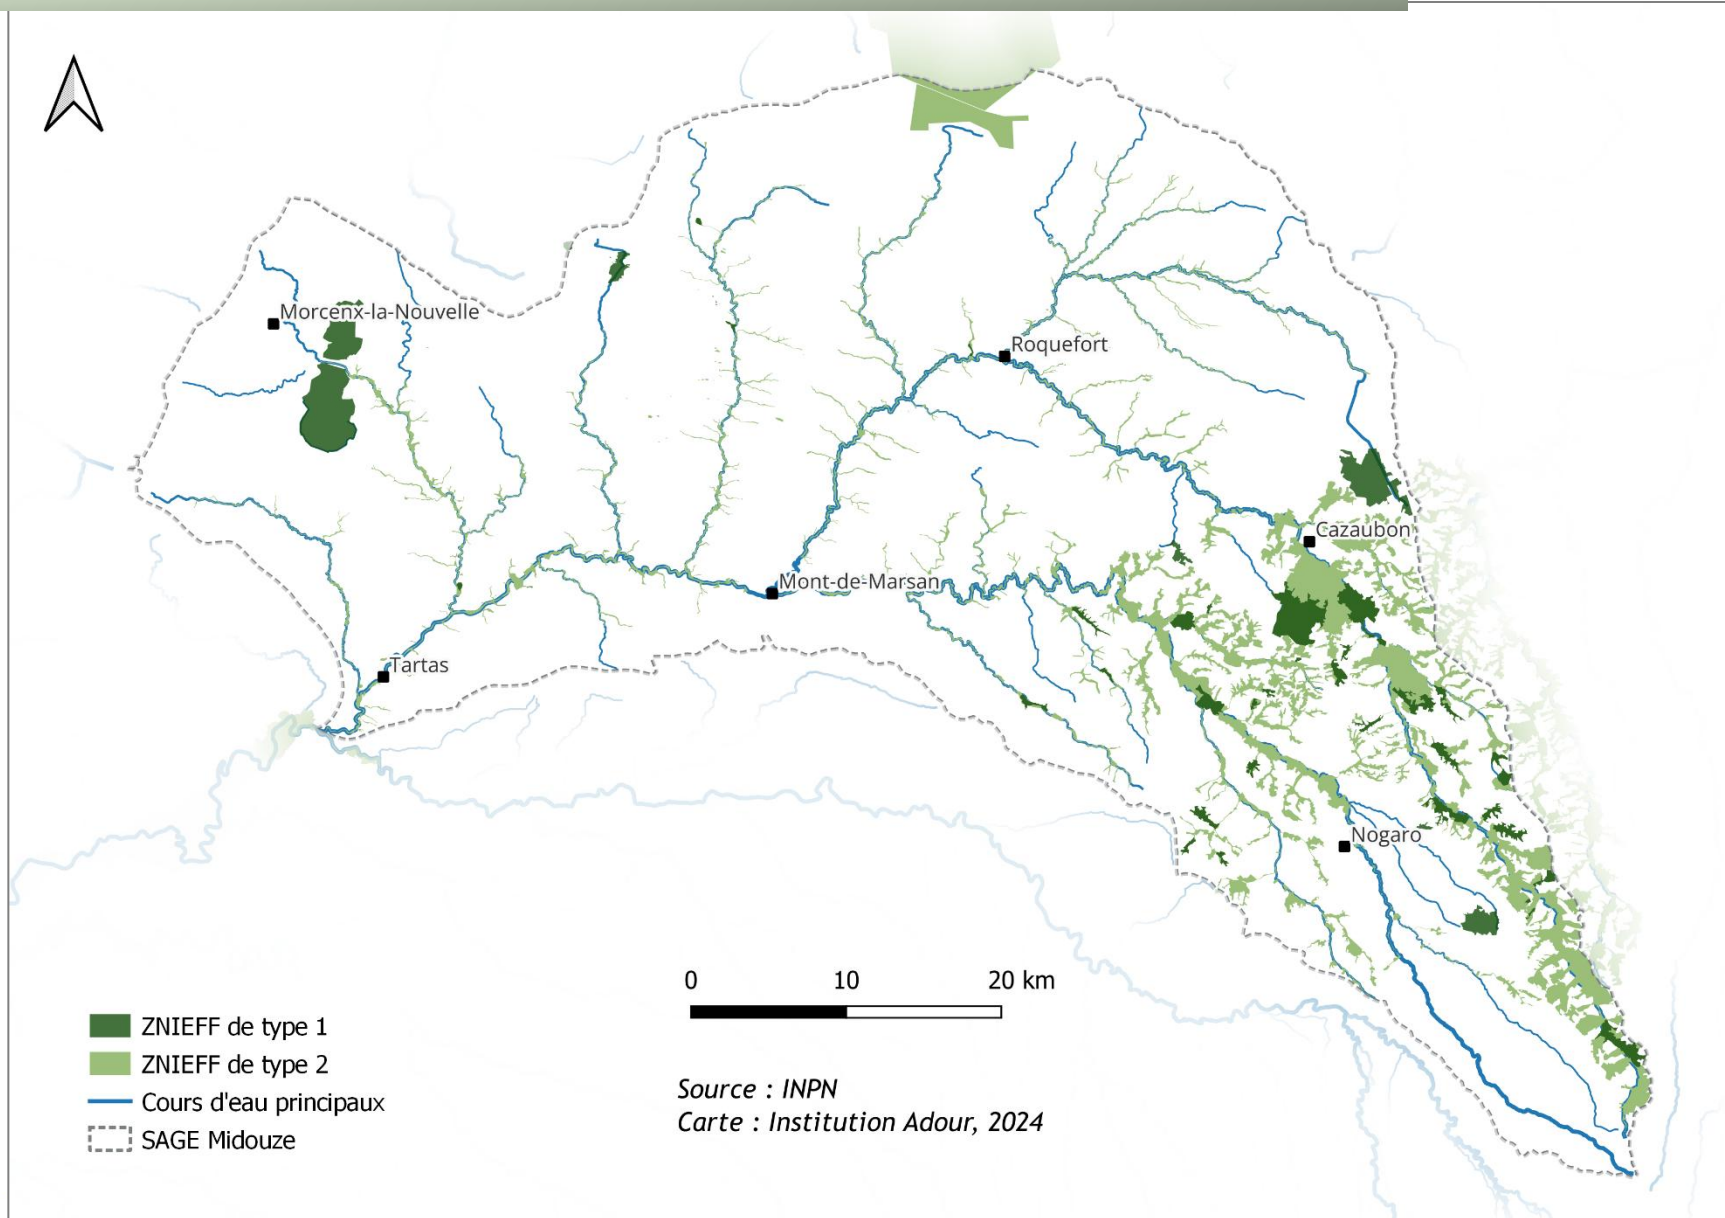 Morcenx-la-Nouvelle
Roquefort
Cazaubon
Mont-de-Marsan
Tartas
Nogaro
0 10 20 km
ZNIEFF de type 1
ZNIEFF de type 2
Cours d'eau principaux
SAGE Midouze
Source : INPN
Carte : Institution Adour, 2024